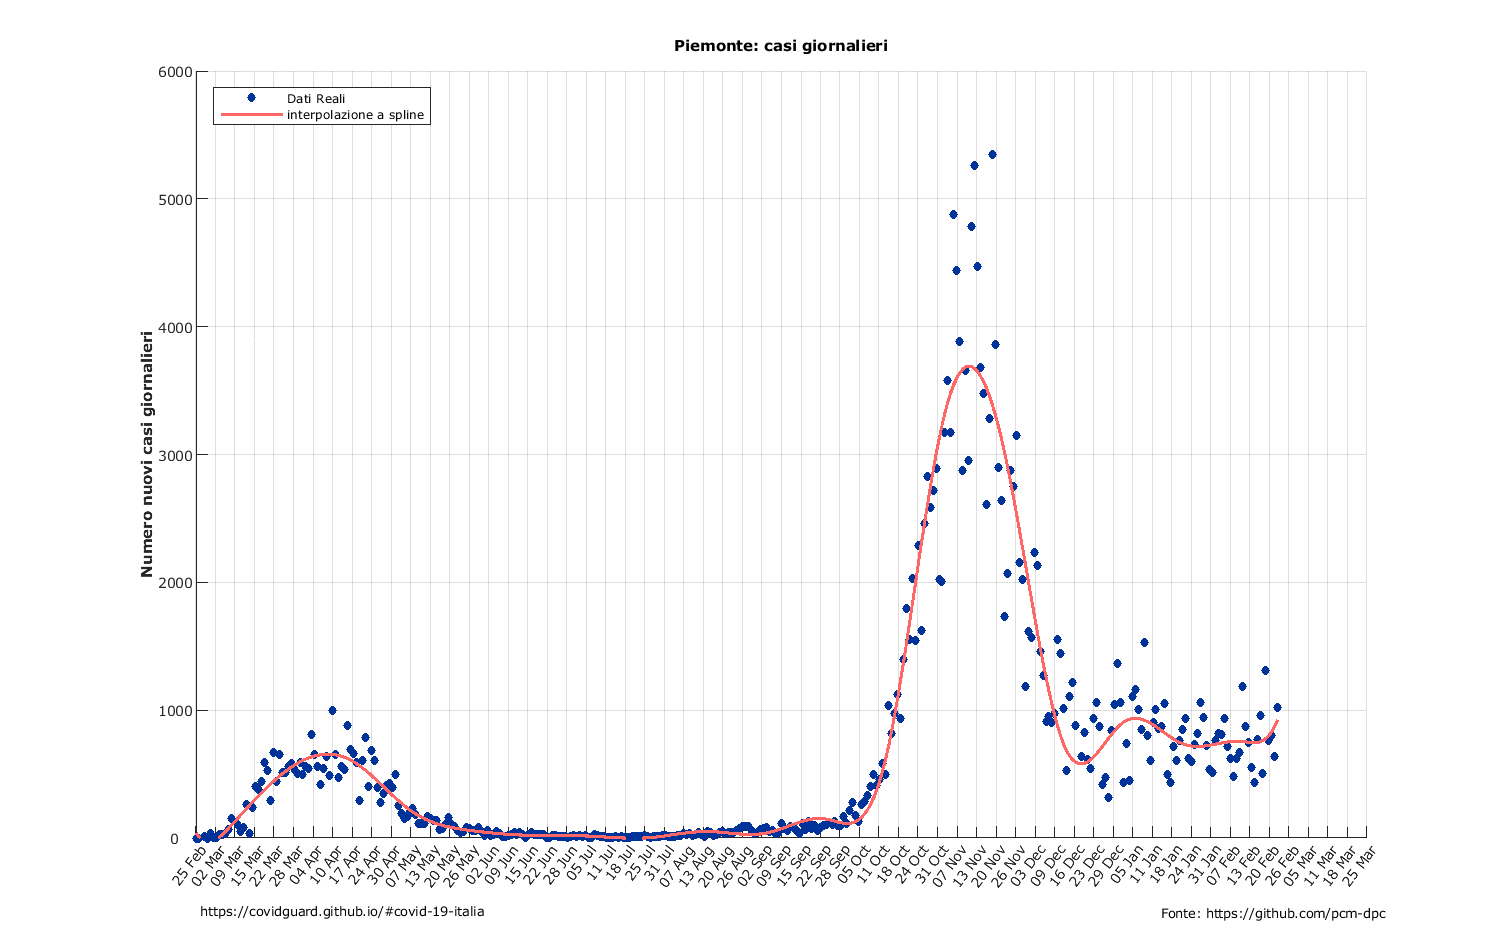 Piemonte: casi giornalieri
Dati Reali
interpolazione a spline
Numero nuovi casi giornalieri
6000
5000
4000
3000
2000
1000
0
25 Feb
02 Mar
09 Mar
15 Mar
22 Mar
28 Mar
04 Apr
10 Apr
17 Apr
24 Apr
30 Apr
07 May
13 May
20 May
26 May
02 Jun
09 Jun
15 Jun
22 Jun
28 Jun
05 Jul
11 Jul
18 Jul
25 Jul
31 Jul
07 Aug
13 Aug
20 Aug
26 Aug
02 Sep
09 Sep
15 Sep
22 Sep
28 Sep
05 Oct
11 Oct
18 Oct
24 Oct
31 Oct
07 Nov
13 Nov
20 Nov
26 Nov
03 Dec
09 Dec
16 Dec
23 Dec
29 Dec
05 Jan
11 Jan
18 Jan
24 Jan
31 Jan
07 Feb
13 Feb
20 Feb
26 Feb
05 Mar
11 Mar
18 Mar
25 Mar
https://covidguard.github.io/#covid-19-italia
Fonte: https://github.com/pcm-dpc